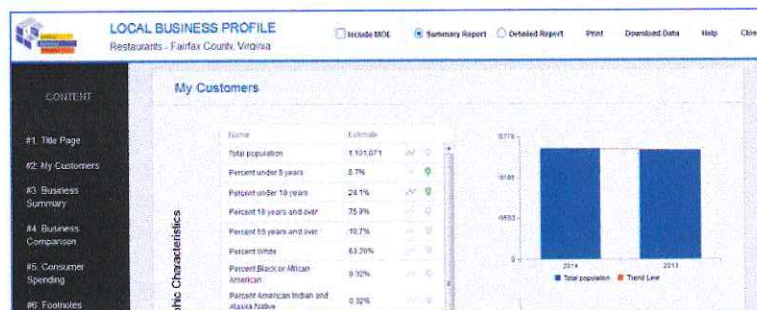 LOCAL BUSINESS PROFILE
Restaurants - Fairfax County, Virginia
Include MOE
Summary Report
Detailed Report
Print
Download Data
Help
CONTENT
#1. Title Page
#2. My Customers
#3. Business
Summary
#4. Business
Comparison
#5. Consumer
Spending
#6. Footnotes
My Customers
Name Estimate
Total population 1,101,071
Percent under 5 years 6.7%
Percent under 18 years 24.1%
Percent 18 years and over 75.9%
Percent 65 years and over 10.7%
Percent White 63.20%
Percent Black or African
American 9.32%
Percent American Indian and
Alaska Native 0.32%
0
2014
Total population Trend Line